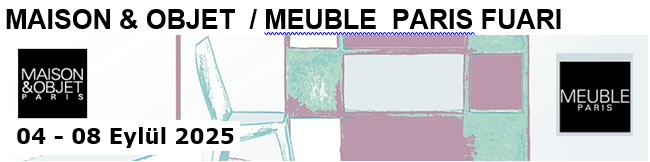 MAISON & OBJET / MEUBLE PARIS FUARI
MAISON
&OBJET
PARIS
MEUBLE
PARIS
04 - 08 Eylül 2025